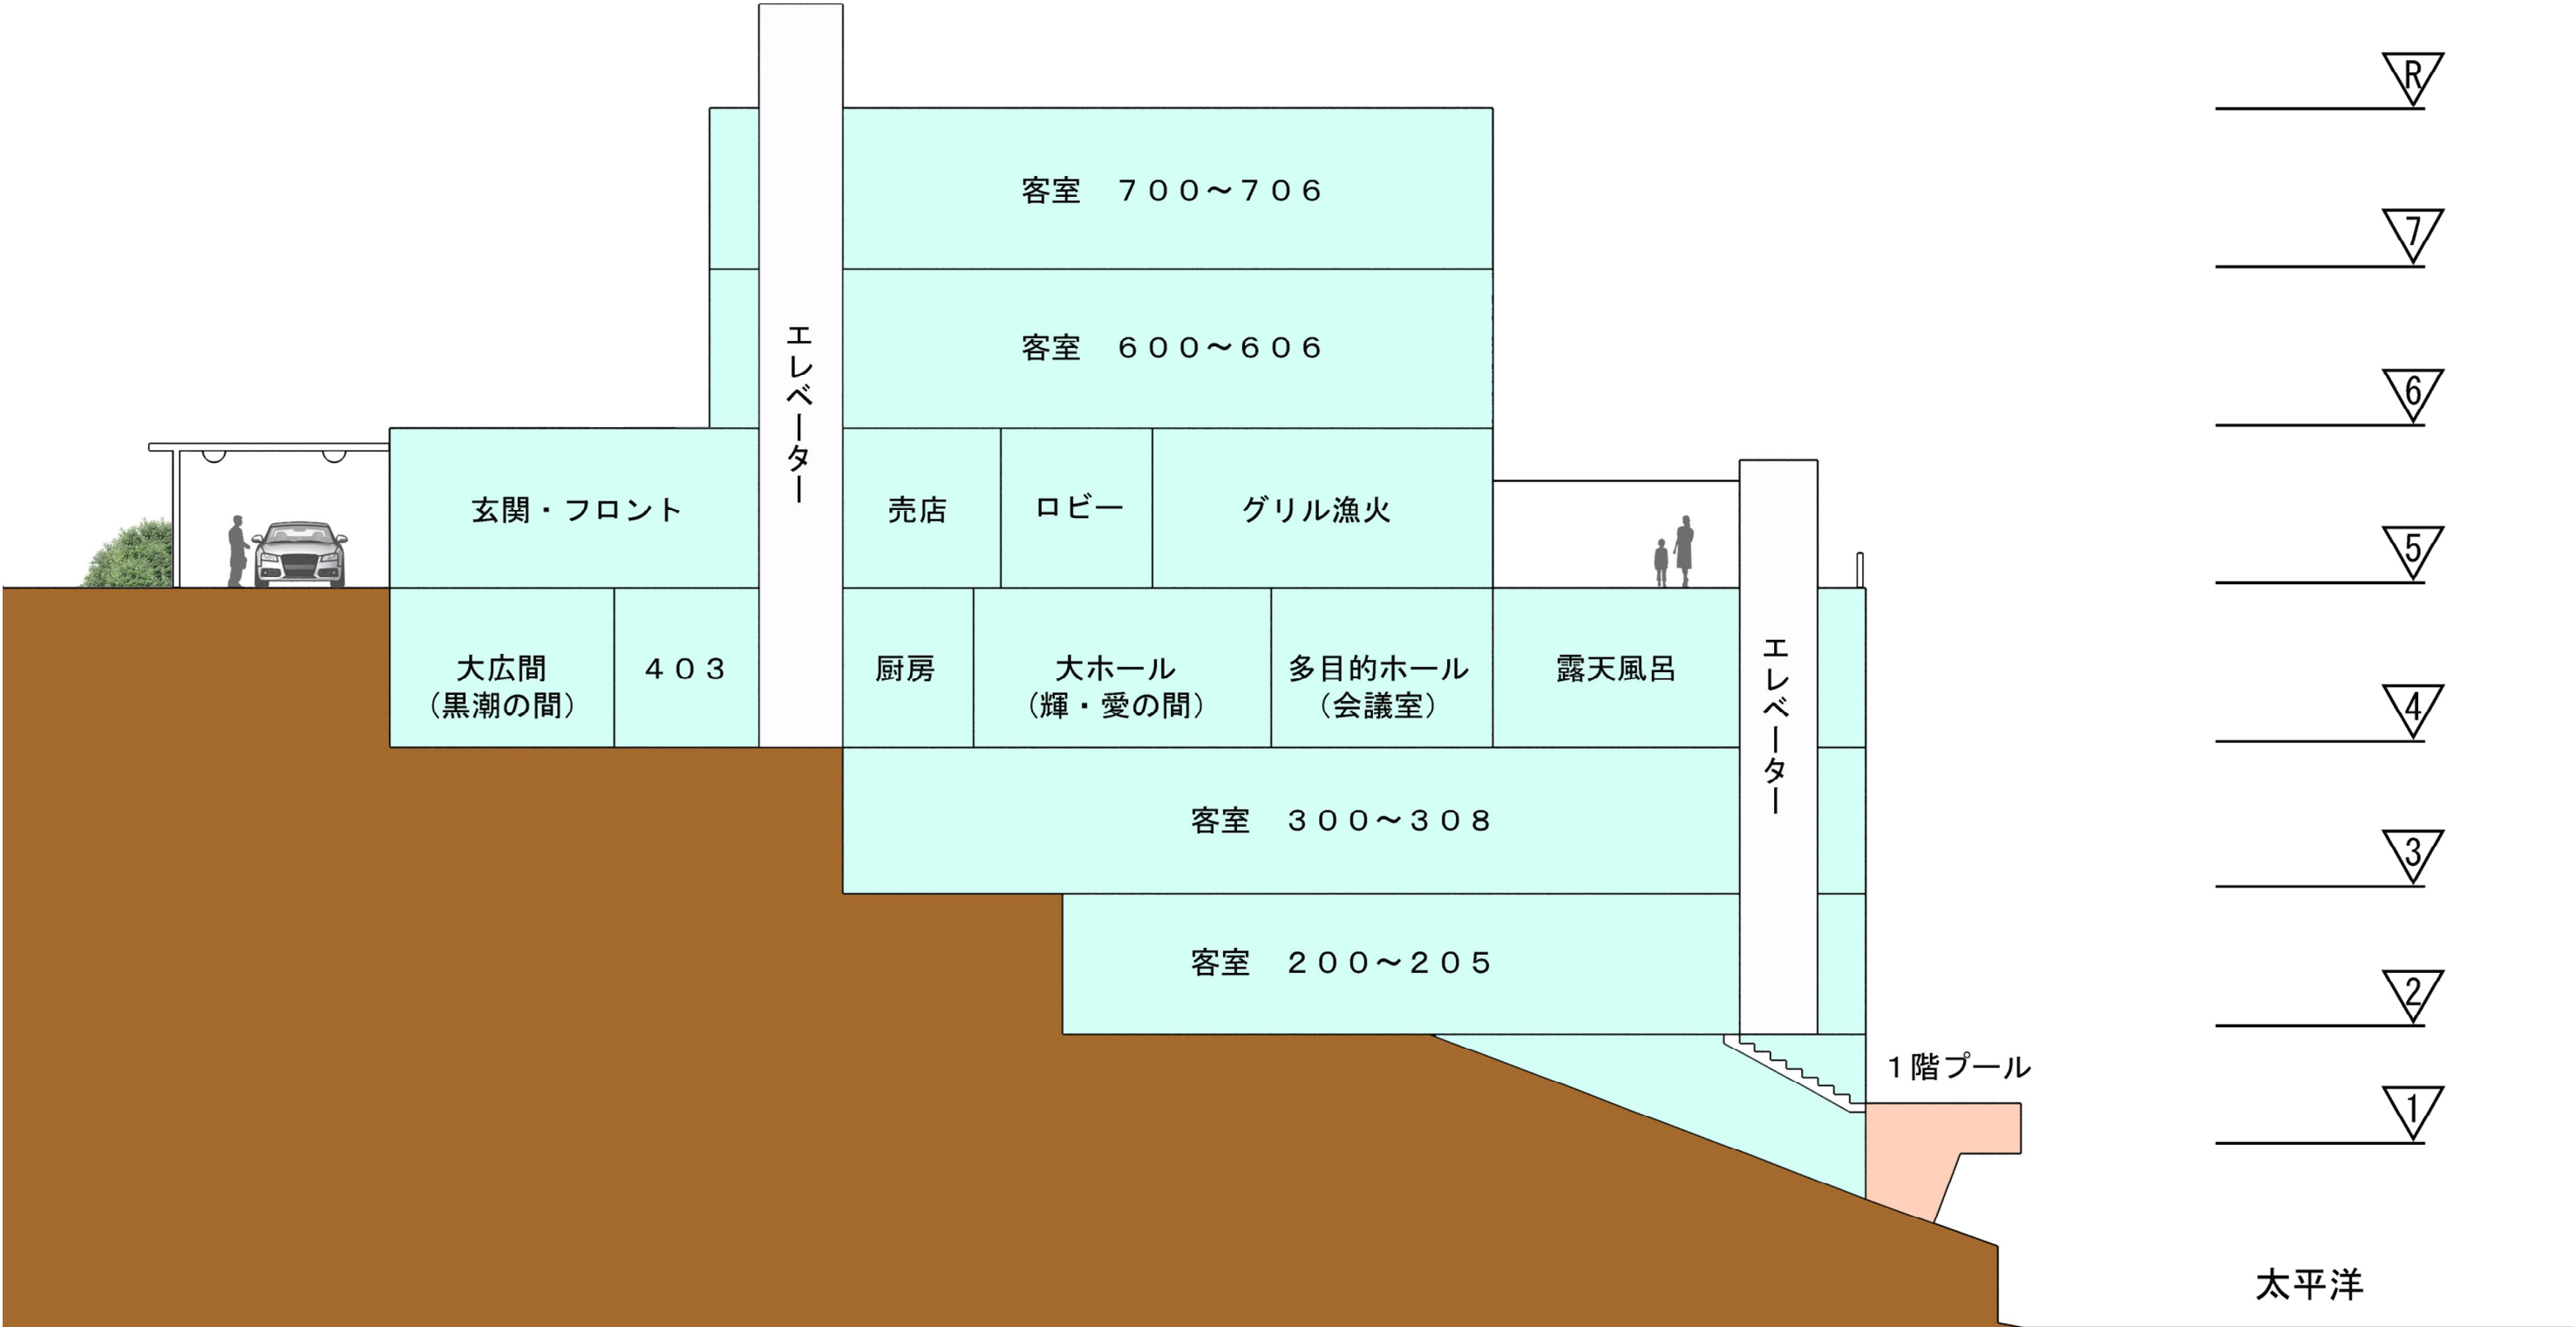 R
客室　７００～７０６
7
客室　６００～６０６
エレベーター
6
玄関・フロント
売店
ロビー
グリル漁火
5
大広間
（黒潮の間）
４０３
厨房
大ホール
（輝・愛の間）
多目的ホール
（会議室）
露天風呂
エレベーター
4
客室　３００～３０８
3
客室　２００～２０５
2
１階プール
1
太平洋